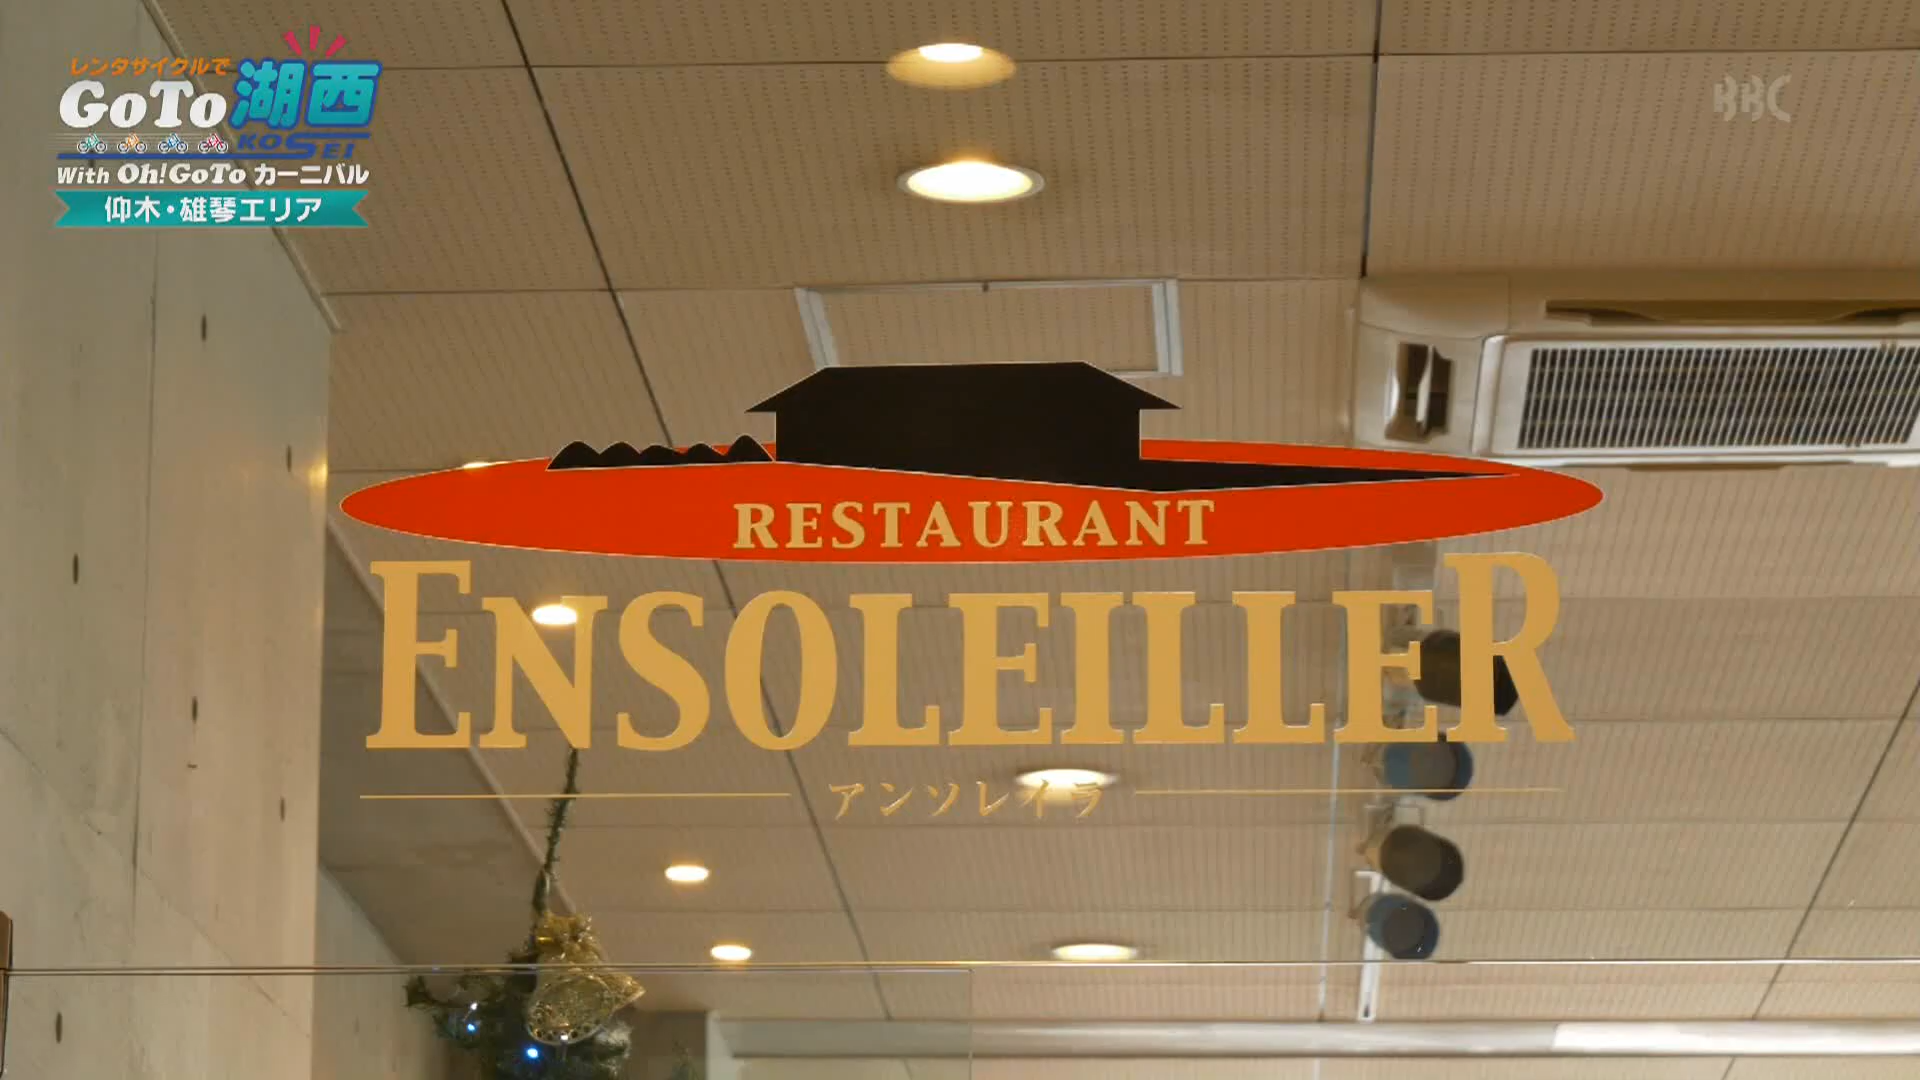 レンタサイクルで
GoTo湖西
KOSEI
With Oh!GoTo カーニバル
仰木・雄琴エリア
BBC
RESTAURANT
ENSOLEILLER
アンソレイラ